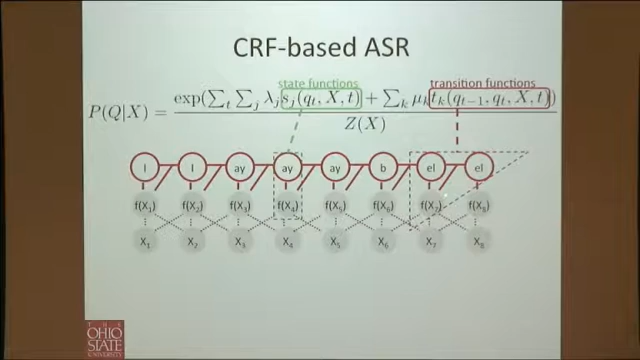 CRF-based ASR
state functions
transition functions
P(Q|X) = exp(∑_t ∑_j λ_j s_j(q_t, X, t) + ∑_k μ_k t_k(q_{t-1}, q_t, X, t)) / Z(X)
l l ay ay ay b el el
f(X₁) f(X₂) f(X₃) f(X₄) f(X₅) f(X₆) f(X₇) f(X₈)
X₁ X₂ X₃ X₄ X₅ X₆ X₇ X₈
THE
OHIO
STATE
UNIVERSITY